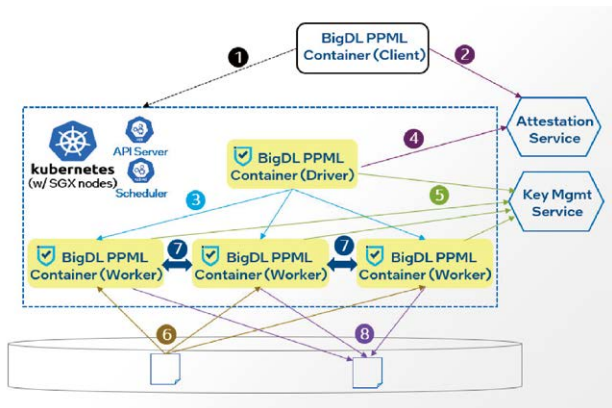 BigDL PPML
Container (Client)
1
2
Attestation
Service
kubernetes
(w/ SGX nodes)
API Server
Scheduler
4
BigDL PPML
Container (Driver)
Key Mgmt
Service
3
5
BigDL PPML
Container (Worker)
7
BigDL PPML
Container (Worker)
7
BigDL PPML
Container (Worker)
6
8